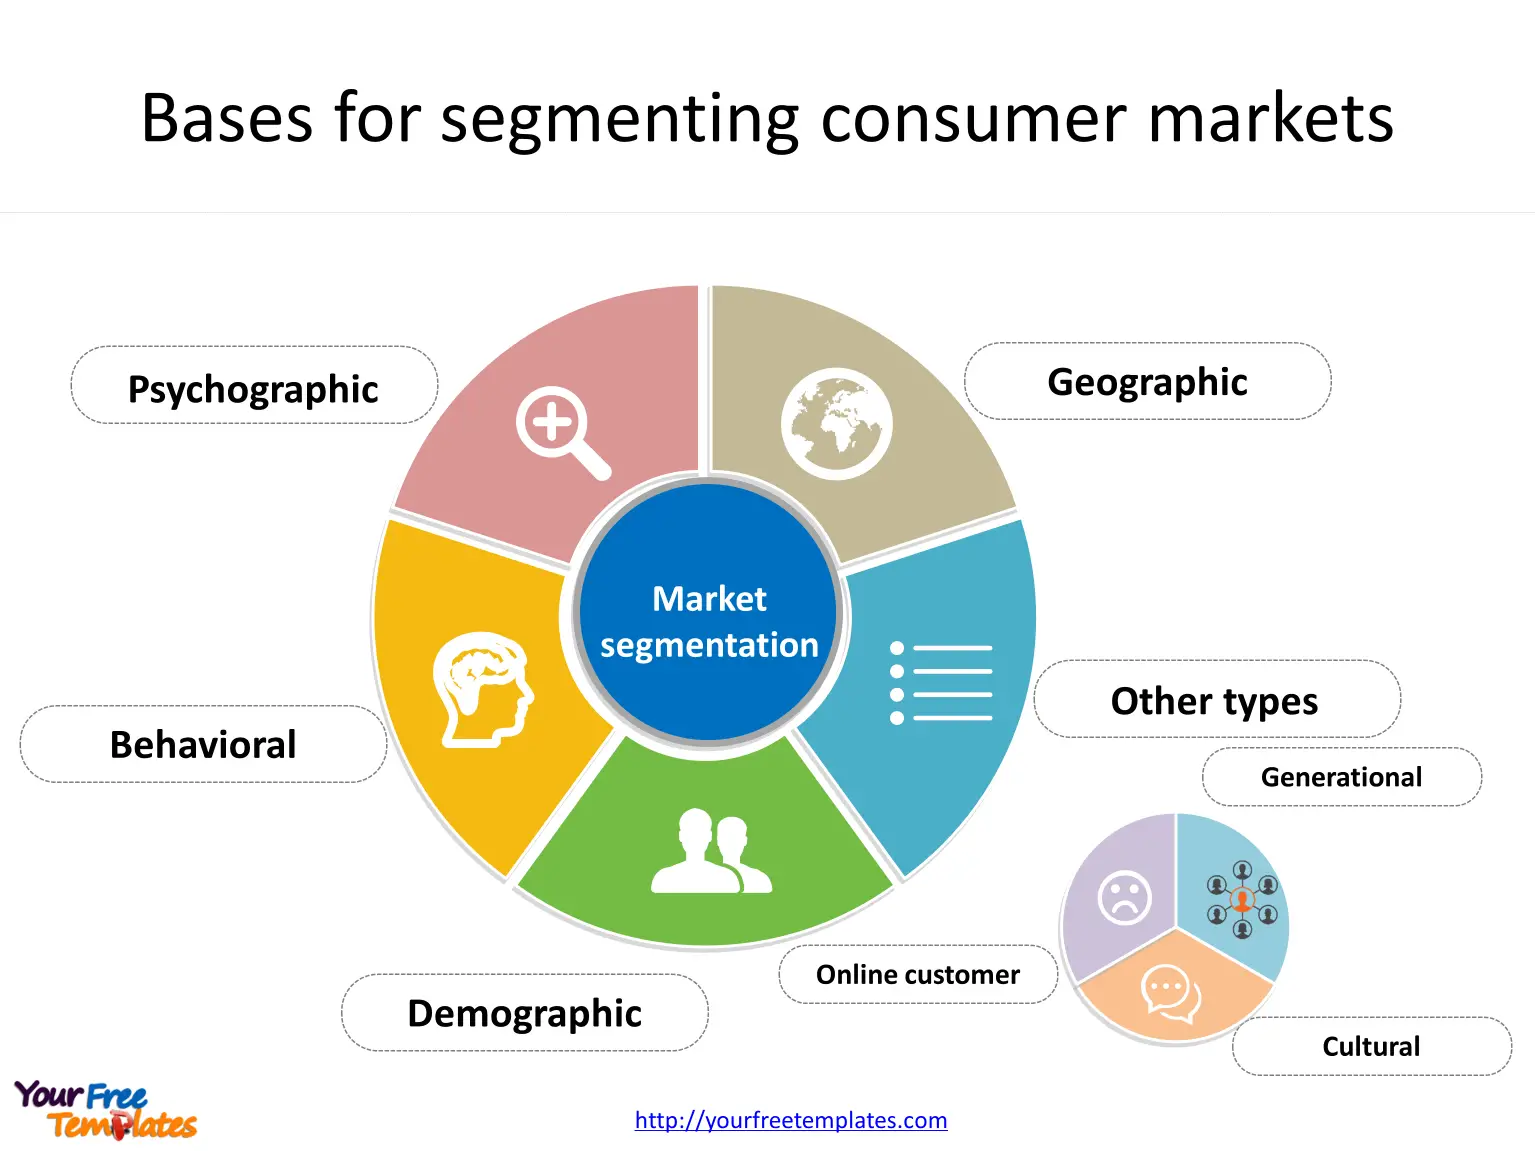 Bases for segmenting consumer markets
Psychographic
Geographic
Market
segmentation
Other types
Behavioral
Generational
Online customer
Demographic
Cultural
Your Free
Templates
http://yourfreetemplates.com